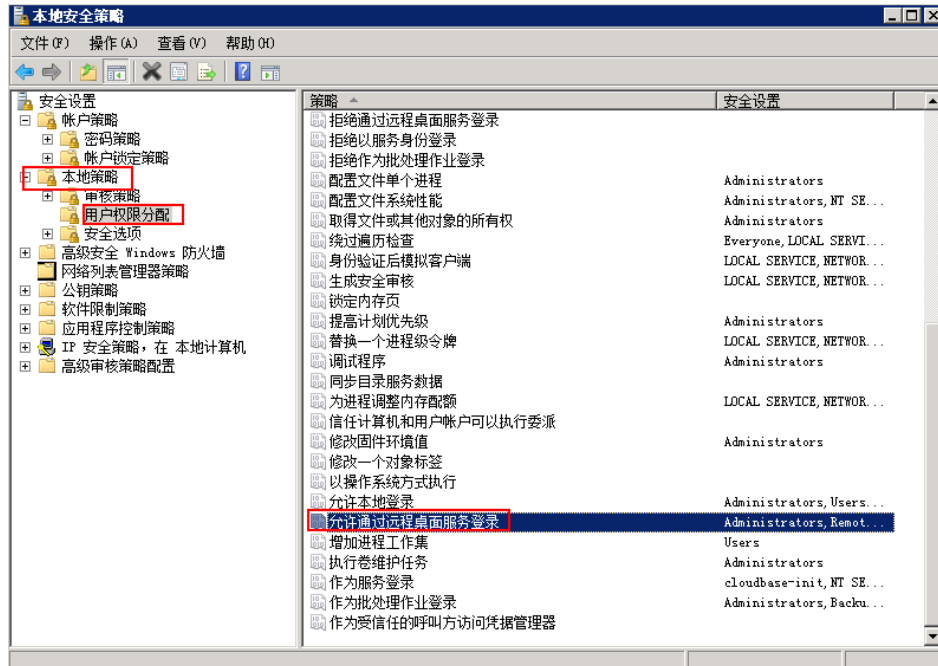 本地安全策略
文件(F) 操作(A) 查看(V) 帮助(H)
安全设置
帐户策略
密码策略
帐户锁定策略
本地策略
审核策略
用户权限分配
安全选项
高级安全 Windows 防火墙
网络列表管理器策略
公钥策略
软件限制策略
应用程序控制策略
IP 安全策略，在 本地计算机
高级审核策略配置
策略 安全设置
拒绝通过远程桌面服务登录
拒绝以服务身份登录
拒绝作为批处理作业登录
配置文件单个进程 Administrators
配置文件系统性能 Administrators, NT SE...
取得文件或其他对象的所有权 Administrators
绕过遍历检查 Everyone, LOCAL SERVI...
身份验证后模拟客户端 LOCAL SERVICE, NETWOR...
生成安全审核 LOCAL SERVICE, NETWOR...
锁定内存页
提高计划优先级 Administrators
替换一个进程级令牌 LOCAL SERVICE, NETWOR...
调试程序 Administrators
同步目录服务数据
为进程调整内存配额 LOCAL SERVICE, NETWOR...
信任计算机和用户帐户可以执行委派
修改固件环境值 Administrators
修改一个对象标签
以操作系统方式执行
允许本地登录 Administrators, Users...
允许通过远程桌面服务登录 Administrators, Remot...
增加进程工作集 Users
执行卷维护任务 Administrators
作为服务登录 cloudbase-init, NT SE...
作为批处理作业登录 Administrators, Backu...
作为受信任的呼叫方访问凭据管理器